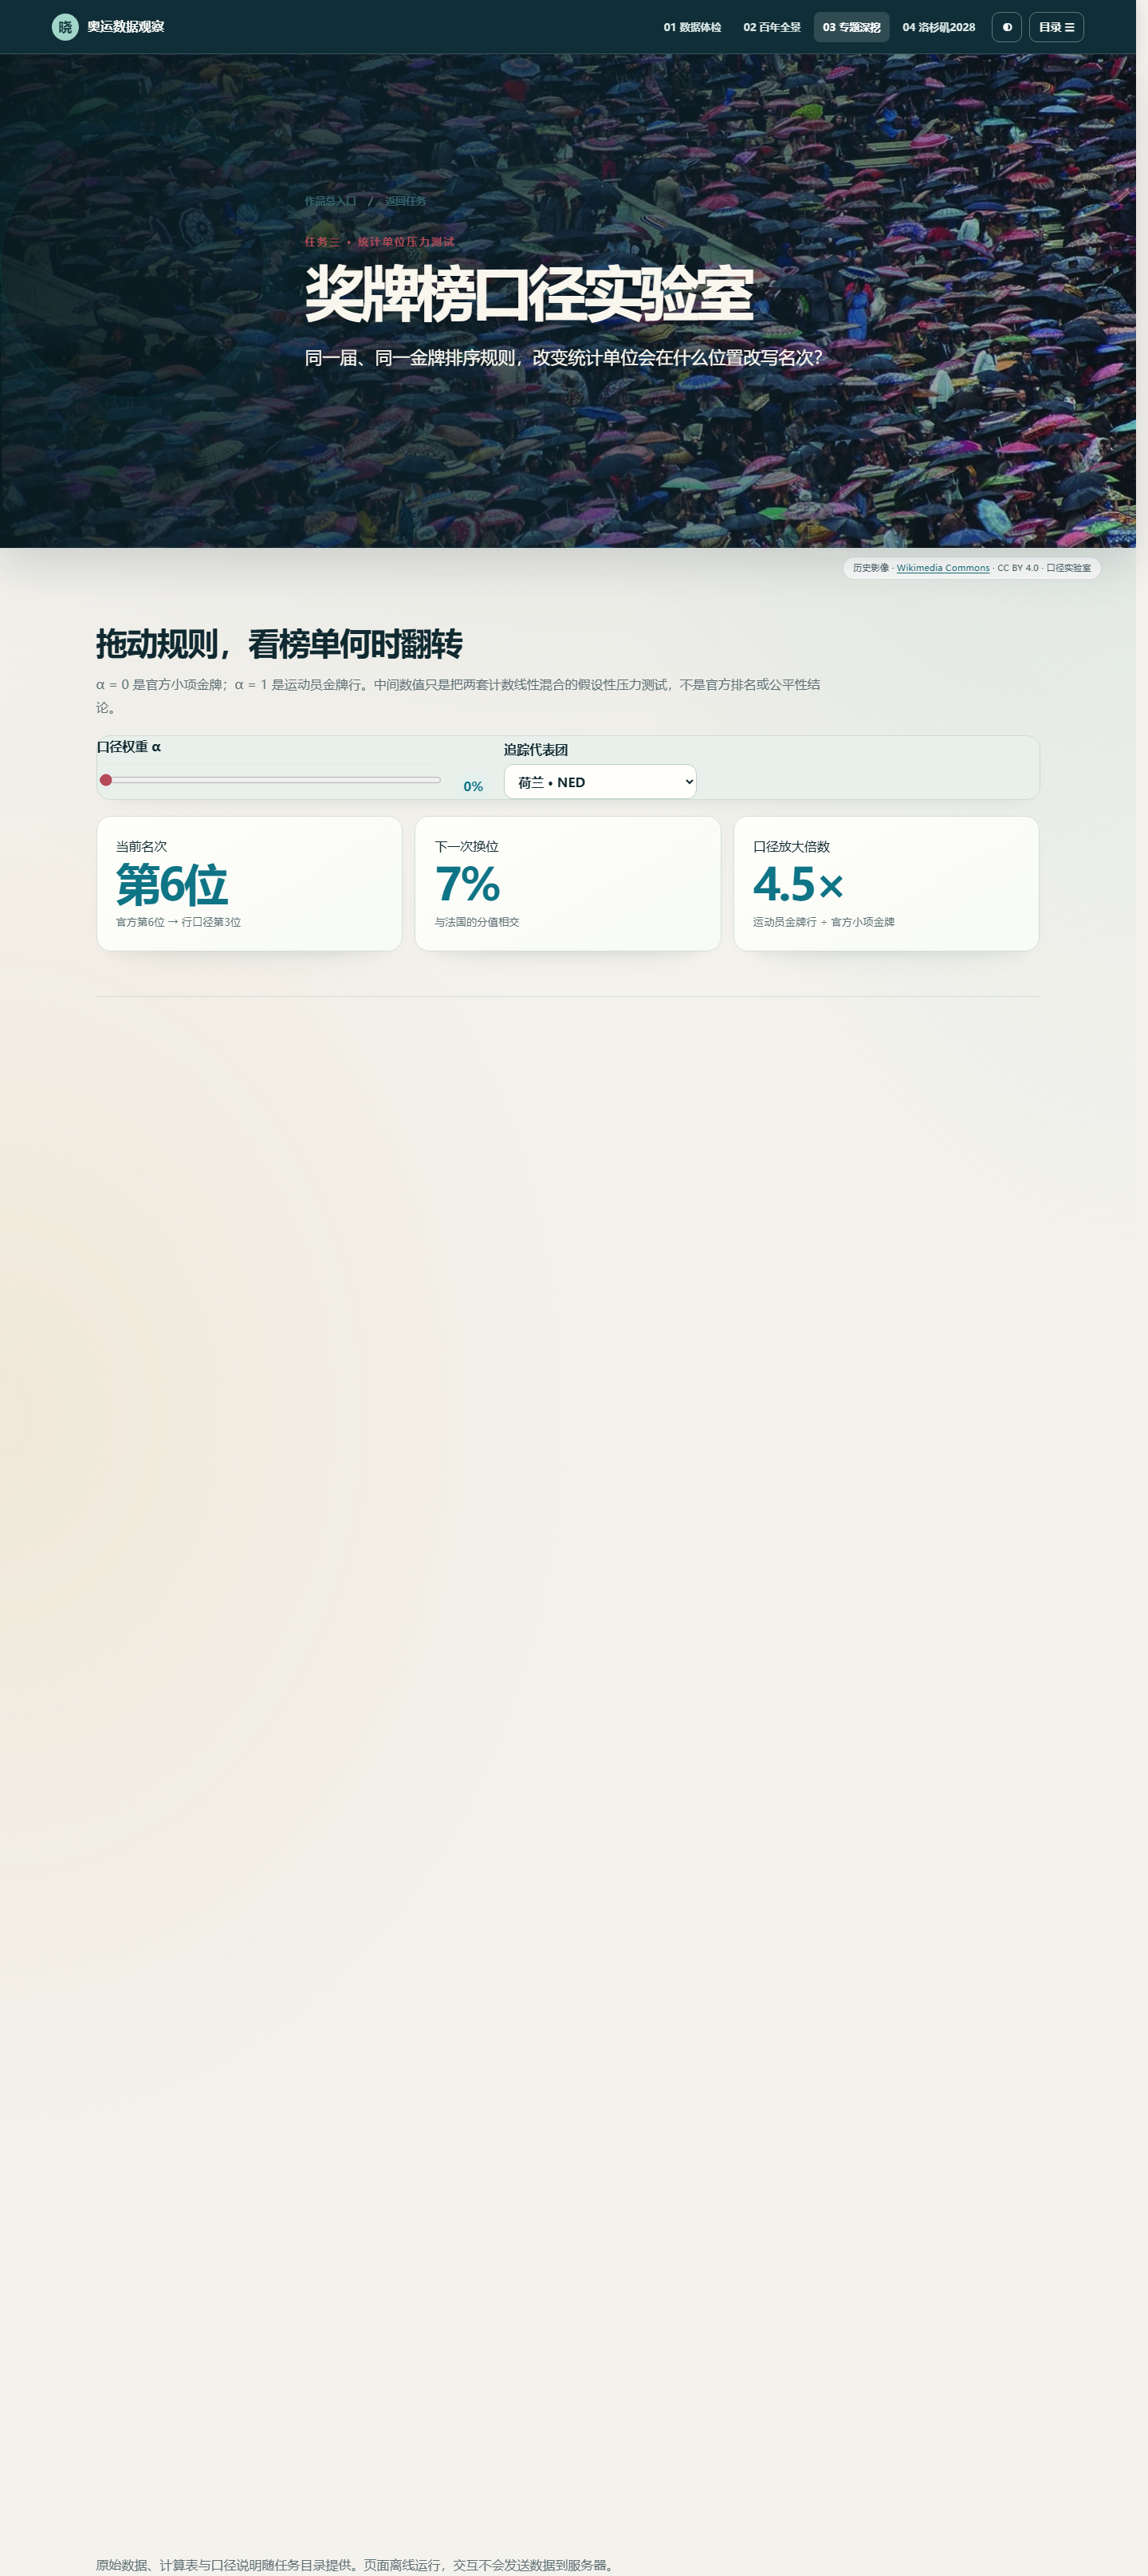 晓 奥运数据观察 01 数据体检 02 百年全景 03 专题深挖 04 洛杉矶2028 目录 ☰
作品总入口 / 返回任务
任务三 • 统计单位压力测试
奖牌榜口径实验室
同一届、同一金牌排序规则，改变统计单位会在什么位置改写名次？
历史影像 · Wikimedia Commons · CC BY 4.0 · 口径实验室
拖动规则，看榜单何时翻转
α = 0 是官方小项金牌；α = 1 是运动员金牌行。中间数值只是把两套计数线性混合的假设性压力测试，不是官方排名或公平性结
论。
口径权重 α
0%
追踪代表团
荷兰 • NED
当前名次
第6位
官方第6位 → 行口径第3位
下一次换位
7%
与法国的分值相交
口径放大倍数
4.5×
运动员金牌行 ÷ 官方小项金牌
原始数据、计算表与口径说明随任务目录提供。页面离线运行，交互不会发送数据到服务器。